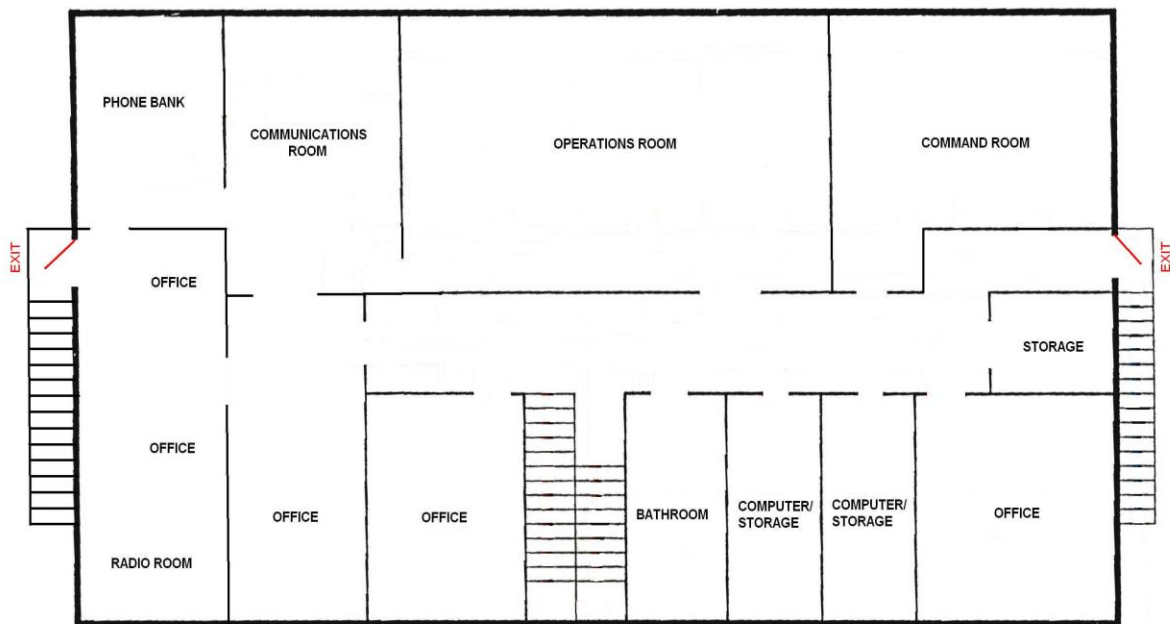 PHONE BANK
COMMUNICATIONS
ROOM
OPERATIONS ROOM
COMMAND ROOM
EXIT
OFFICE
EXIT
STORAGE
OFFICE
OFFICE
OFFICE
BATHROOM
COMPUTER/
STORAGE
COMPUTER/
STORAGE
OFFICE
RADIO ROOM